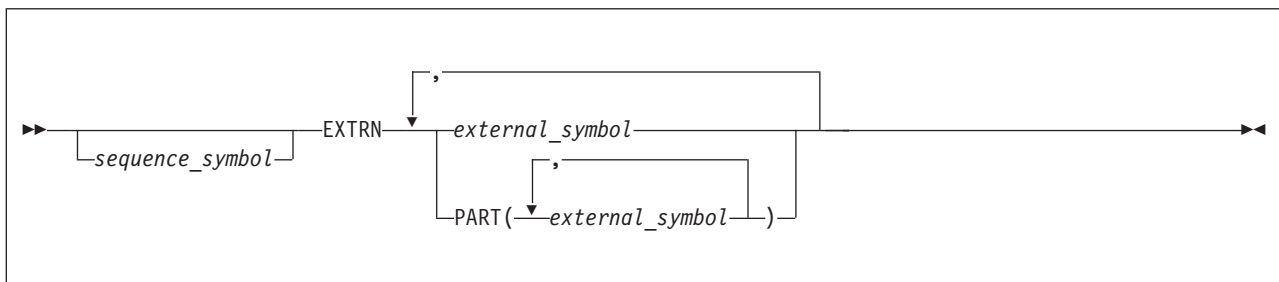 ,
EXTRN external_symbol
sequence_symbol
,
PART( external_symbol )